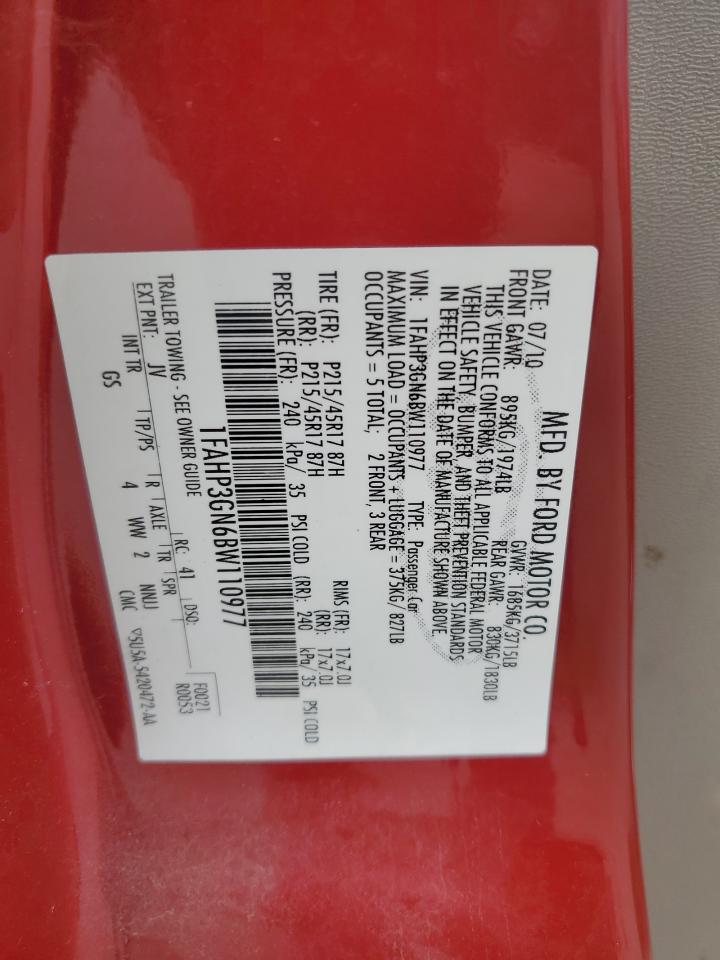 MFD. BY FORD MOTOR CO.
DATE: 07/10 GVWR: 1685KG/3715LB
FRONT GAWR: 895KG/1974LB REAR GAWR: 830KG/1830LB
THIS VEHICLE CONFORMS TO ALL APPLICABLE FEDERAL MOTOR
VEHICLE SAFETY, BUMPER, AND THEFT PREVENTION STANDARDS
IN EFFECT ON THE DATE OF MANUFACTURE SHOWN ABOVE.
VIN: 1FAHP3GN6BW110977 TYPE: Passenger Car
MAXIMUM LOAD = OCCUPANTS + LUGGAGE = 375KG/827LB
OCCUPANTS = 5 TOTAL; 2 FRONT, 3 REAR
TIRE (FR): P215/45R17 87H RIMS (FR): 17x7.0J
(RR): P215/45R17 87H (RR): 17x7.0J
PRESSURE (FR): 240 kPa/ 35 PSI COLD (RR): 240 kPa/35 PSI COLD
1FAHP3GN6BW110977
TRAILER TOWING - SEE OWNER GUIDE
RC: 41 DSO: F0021
R0053
EXT PNT: JV
INT TR TP/PS R AXLE TR SPR
GS 4 WW 2 NNJJ
CMC 5U5A-5420472-AA